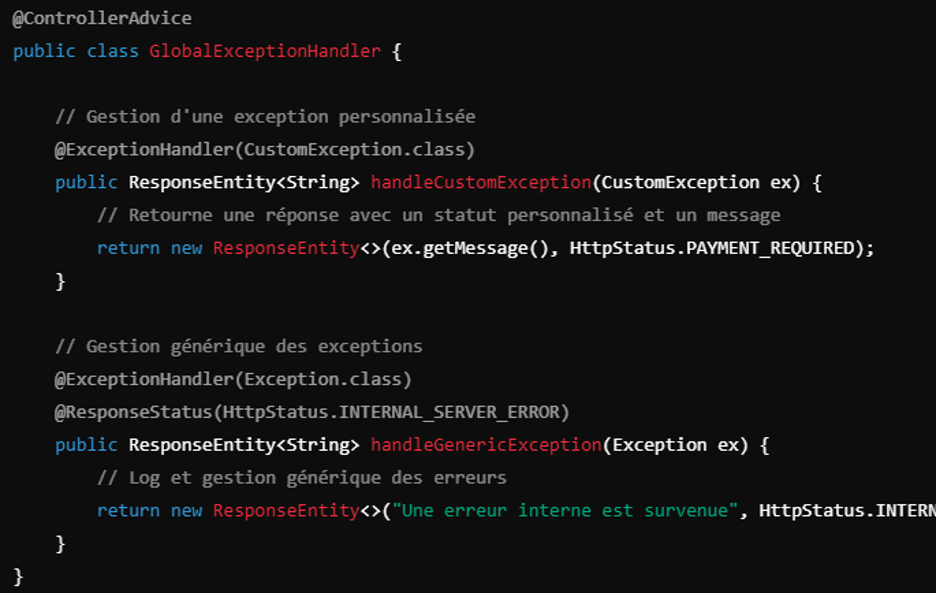 @ControllerAdvice
public class GlobalExceptionHandler {
// Gestion d'une exception personnalisée
@ExceptionHandler(CustomException.class)
public ResponseEntity<String> handleCustomException(CustomException ex) {
// Retourne une réponse avec un statut personnalisé et un message
return new ResponseEntity<>(ex.getMessage(), HttpStatus.PAYMENT_REQUIRED);
}
// Gestion générique des exceptions
@ExceptionHandler(Exception.class)
@ResponseStatus(HttpStatus.INTERNAL_SERVER_ERROR)
public ResponseEntity<String> handleGenericException(Exception ex) {
// Log et gestion générique des erreurs
return new ResponseEntity<>("Une erreur interne est survenue", HttpStatus.INTERN
}
}